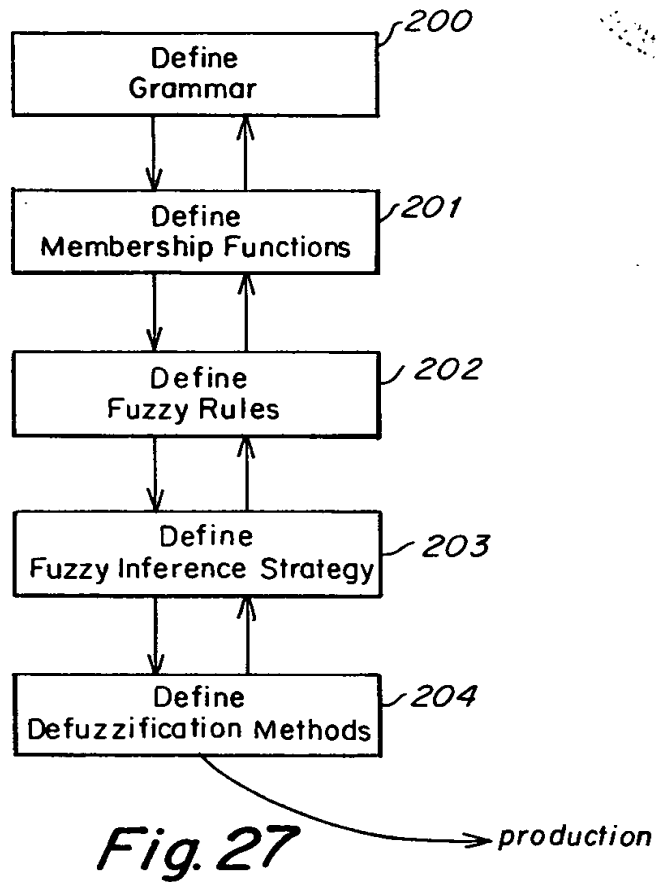 200
Define
Grammar
201
Define
Membership Functions
202
Define
Fuzzy Rules
203
Define
Fuzzy Inference Strategy
204
Define
Defuzzification Methods
production
Fig. 27